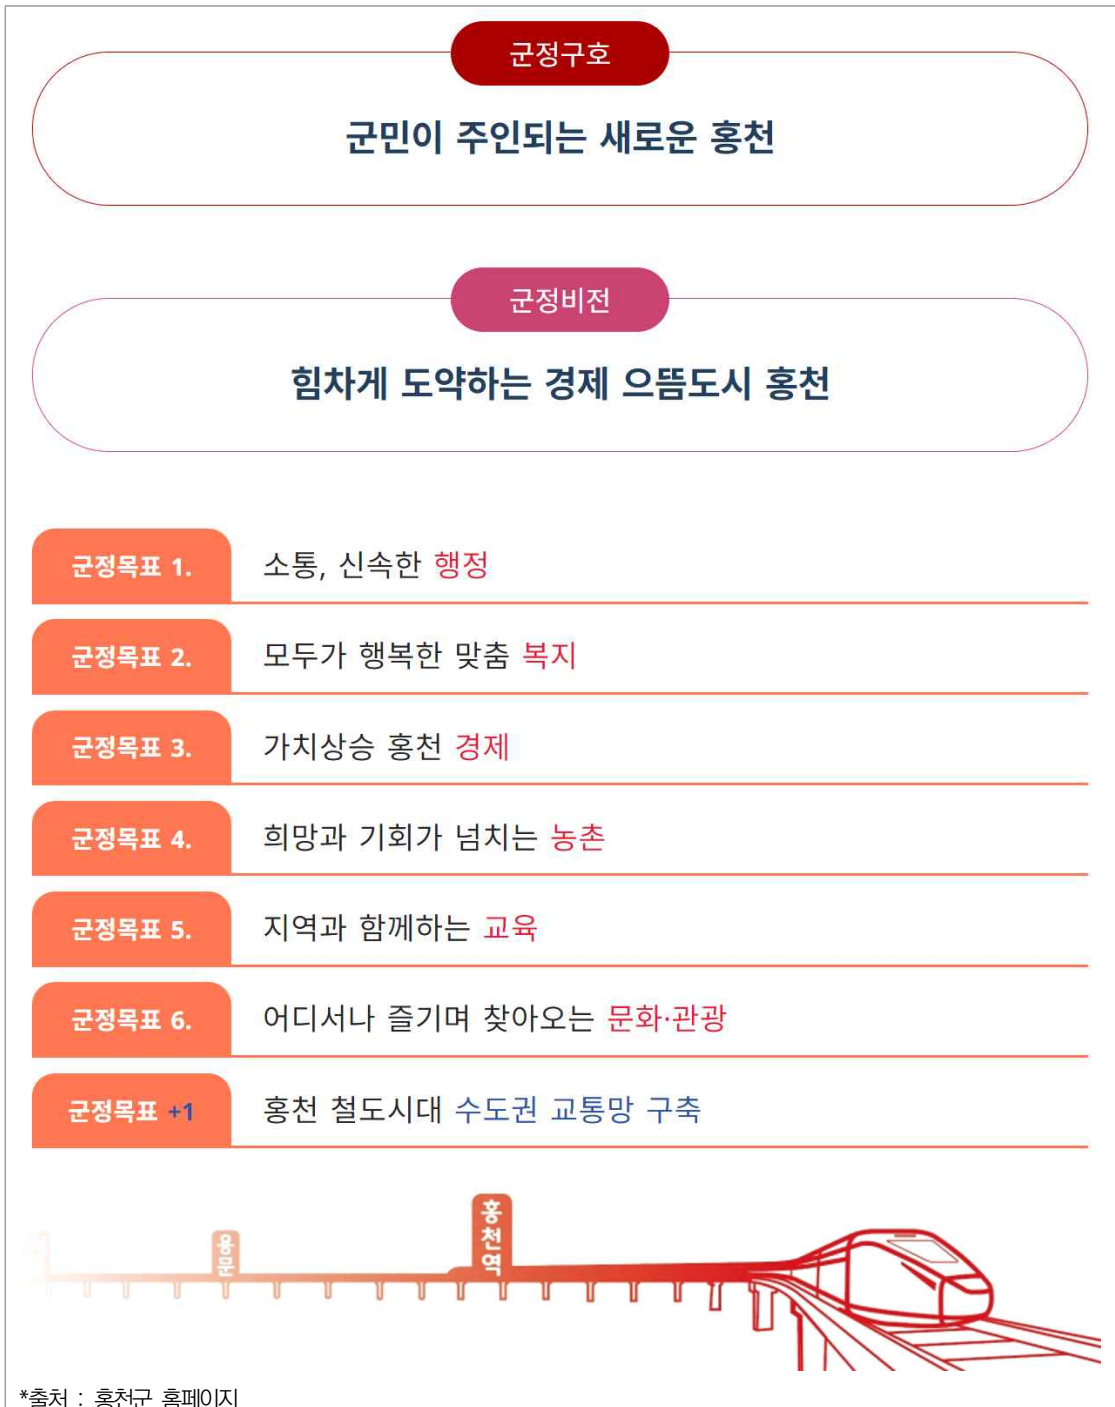 군정구호
군민이 주인되는 새로운 홍천
군정비전
힘차게 도약하는 경제 으뜸도시 홍천
군정목표 1. 소통, 신속한 행정
군정목표 2. 모두가 행복한 맞춤 복지
군정목표 3. 가치상승 홍천 경제
군정목표 4. 희망과 기회가 넘치는 농촌
군정목표 5. 지역과 함께하는 교육
군정목표 6. 어디서나 즐기며 찾아오는 문화·관광
군정목표 +1 홍천 철도시대 수도권 교통망 구축
용문
홍천역
*출처 : 홍천군 홈페이지